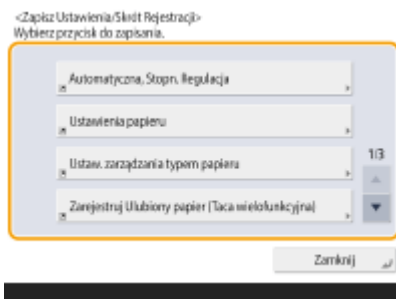 <Zapisz Ustawienia/Skrót Rejestracji>
Wybierz przycisk do zapisania.
Automatyczna, Stopn. Regulacja
Ustawienia papieru
Ustaw. zarządzania typem papieru
1/3
Zarejestruj Ulubiony papier (Taca wielofunkcyjna)
Zamknij